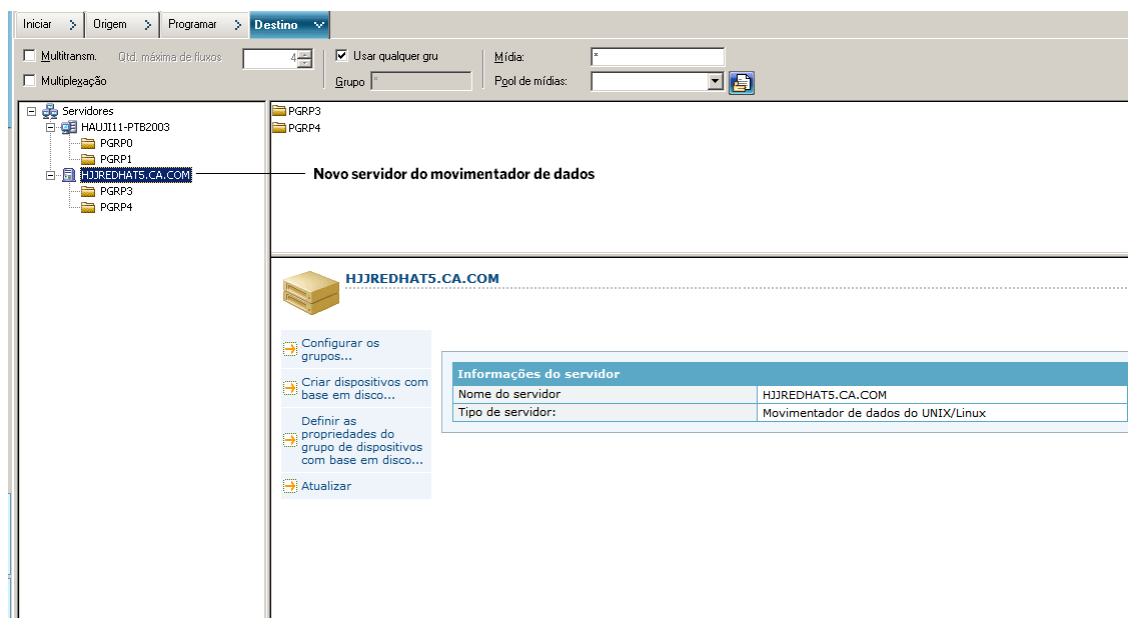 Iniciar > Origem > Programar > Destino
Multitransm. Qtd. máxima de fluxos 4 Usar qualquer gru Mídia: *
Multiplexação Grupo * Pool de mídias:
Servidores
HAUJI11-PTB2003
PGRP0
PGRP1
HJJREDHAT5.CA.COM
PGRP3
PGRP4
PGRP3
PGRP4
Novo servidor do movimentador de dados
HJJREDHAT5.CA.COM
Configurar os
grupos...
Criar dispositivos com
base em disco...
Definir as
propriedades do
grupo de dispositivos
com base em disco...
Atualizar
Informações do servidor
Nome do servidor HJJREDHAT5.CA.COM
Tipo de servidor: Movimentador de dados do UNIX/Linux